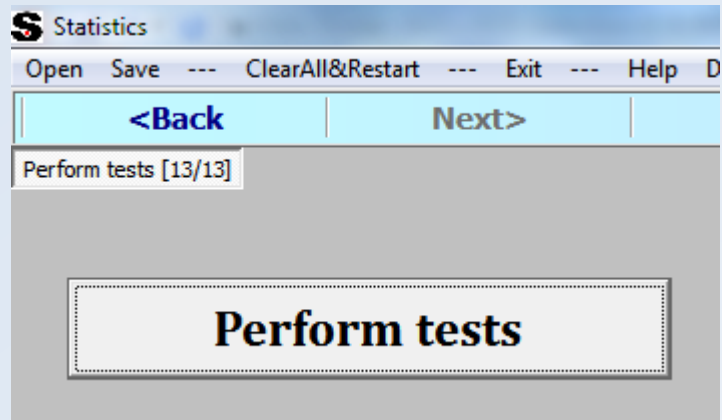 Statistics
Open Save --- ClearAll&Restart --- Exit --- Help D
<Back Next>
Perform tests [13/13]
Perform tests